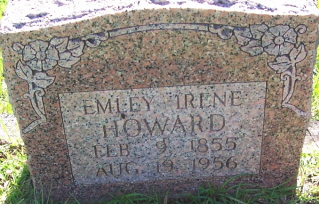 EMLEY IRENE
HOWARD
FEB. 9, 1855
AUG. 19, 1956